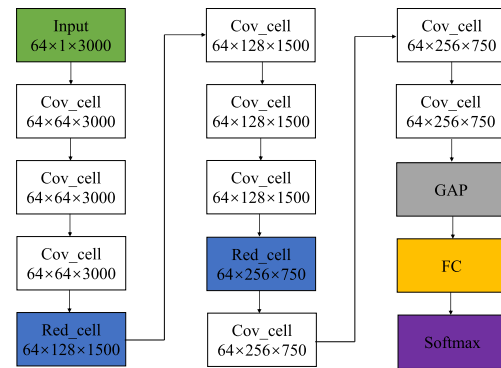 Input
64×1×3000
Cov_cell
64×64×3000
Cov_cell
64×64×3000
Cov_cell
64×64×3000
Red_cell
64×128×1500
Cov_cell
64×128×1500
Cov_cell
64×128×1500
Cov_cell
64×128×1500
Red_cell
64×256×750
Cov_cell
64×256×750
Cov_cell
64×256×750
Cov_cell
64×256×750
GAP
FC
Softmax